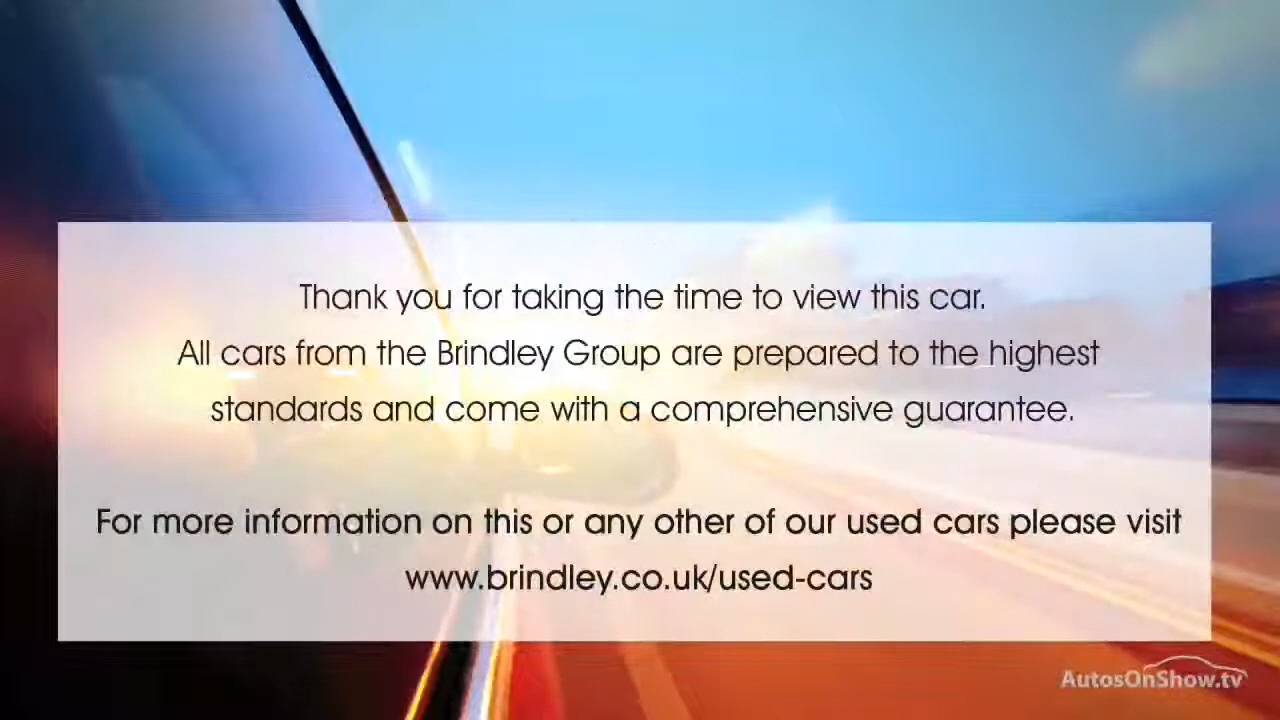 Thank you for taking the time to view this car.
All cars from the Brindley Group are prepared to the highest
standards and come with a comprehensive guarantee.
For more information on this or any other of our used cars please visit
www.brindley.co.uk/used-cars
AutosOnShow.tv